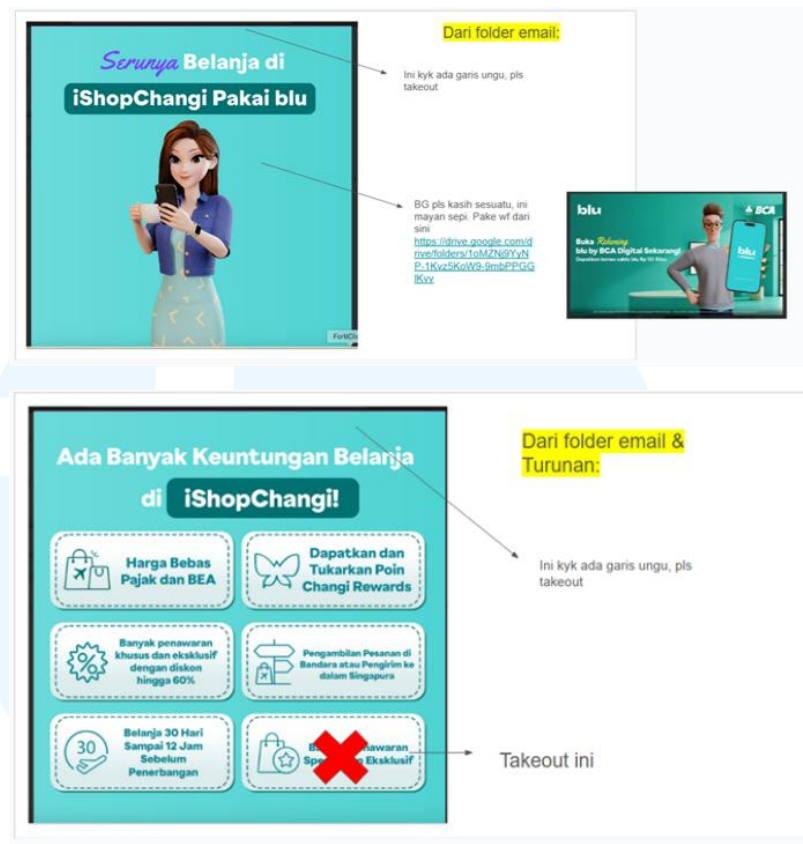 Dari folder email:
Serunya Belanja di
iShopChangi Pakai blu
Ini kyk ada garis ungu, pls
takeout
BG pls kasih sesuatu, ini
mayan sepi. Pake wf dari
sini
https://drive.google.com/d
rive/folders/1oMZNj9YyN
P-1Kyz5KoW9-9mbPPGG
lKvv
blu
BCA
Buka Rekening
blu by BCA Digital Sekarang!
blu
Dari folder email &
Turunan:
Ada Banyak Keuntungan Belanja
di iShopChangi!
Ini kyk ada garis ungu, pls
takeout
Harga Bebas
Pajak dan BEA
Dapatkan dan
Tukarkan Poin
Changi Rewards
Banyak penawaran
khusus dan eksklusif
dengan diskon
hingga 60%
Pengambilan Pesanan di
Bandara atau Pengirim ke
dalam Singapura
30
Belanja 30 Hari
Sampai 12 Jam
Sebelum
Penerbangan
Eksklusif
Takeout ini